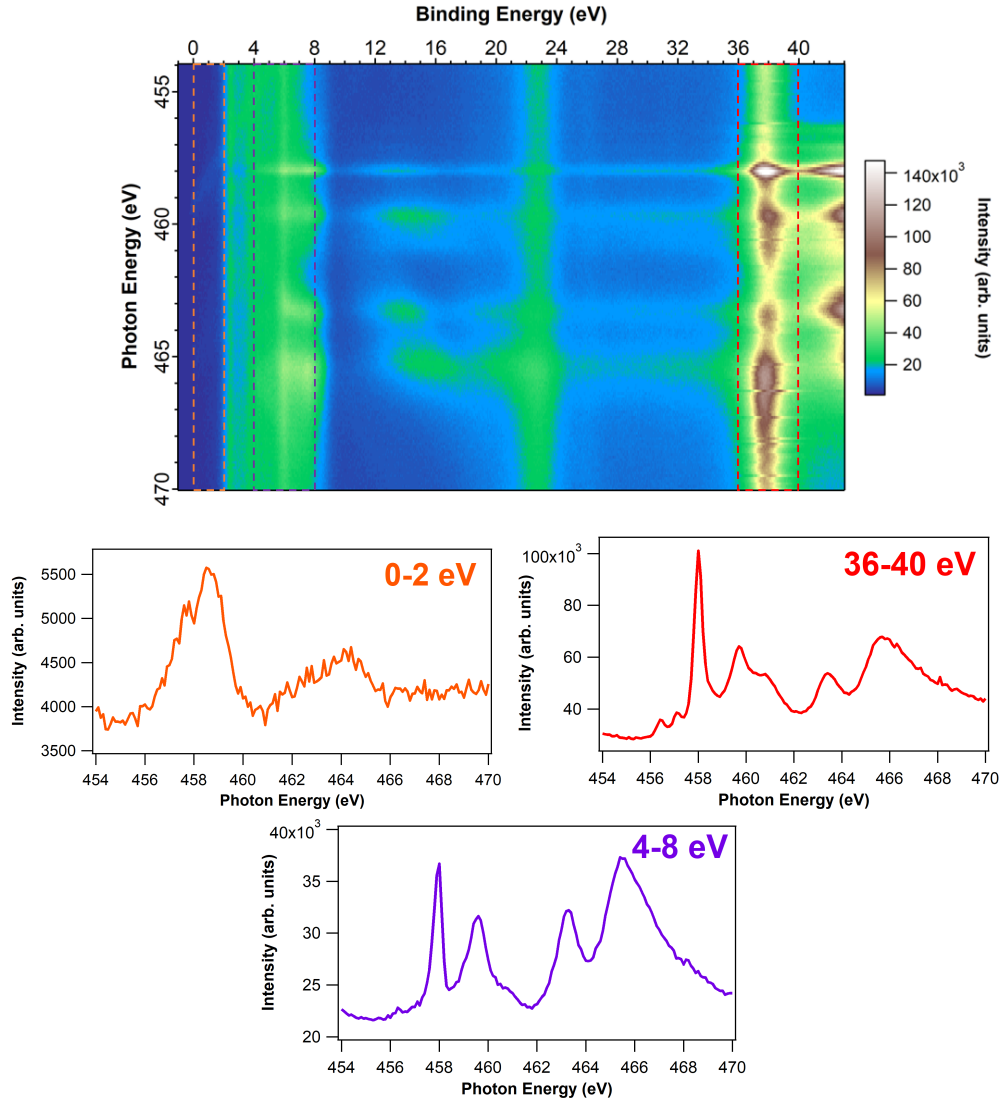 Binding Energy (eV)
0 4 8 12 16 20 24 28 32 36 40
Photon Energy (eV)
455
460
465
470
140x10³
120
100
80
60
40
20
Intensity (arb. units)
0-2 eV
Intensity (arb. units)
5500
5000
4500
4000
3500
454 456 458 460 462 464 466 468 470
Photon Energy (eV)
36-40 eV
Intensity (arb. units)
100x10³
80
60
40
454 456 458 460 462 464 466 468 470
Photon Energy (eV)
4-8 eV
Intensity (arb. units)
40x10³
35
30
25
20
454 456 458 460 462 464 466 468 470
Photon Energy (eV)